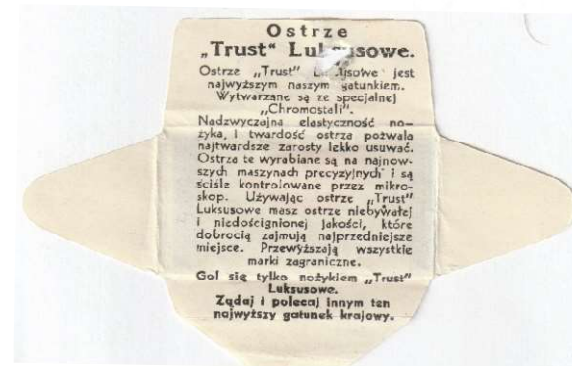 Ostrze
„Trust" Luksusowe.
Ostrze „Trust" Luksusowe jest
najwyższym naszym gatunkiem.
Wytwarzane są ze specjalnej
„Chromostali".
Nadzwyczajna elastyczność no-
żyka, i twardość ostrza pozwala
najtwardsze zarosty lekko usuwać.
Ostrza te wyrabiane są na najnow-
szych maszynach precyzyjnych i są
ściśle kontrolowane przez mikro-
skop. Używając ostrze „Trust"
Luksusowe masz ostrze niebywałej
i niedoścignionej jakości, które
dobrocią zajmują najprzedniejsze
miejsce. Przewyższają wszystkie
marki zagraniczne.
Gol się tylko nożykiem „Trust"
Luksusowe.
Żądaj i polecaj innym ten
najwyższy gatunek krajowy.